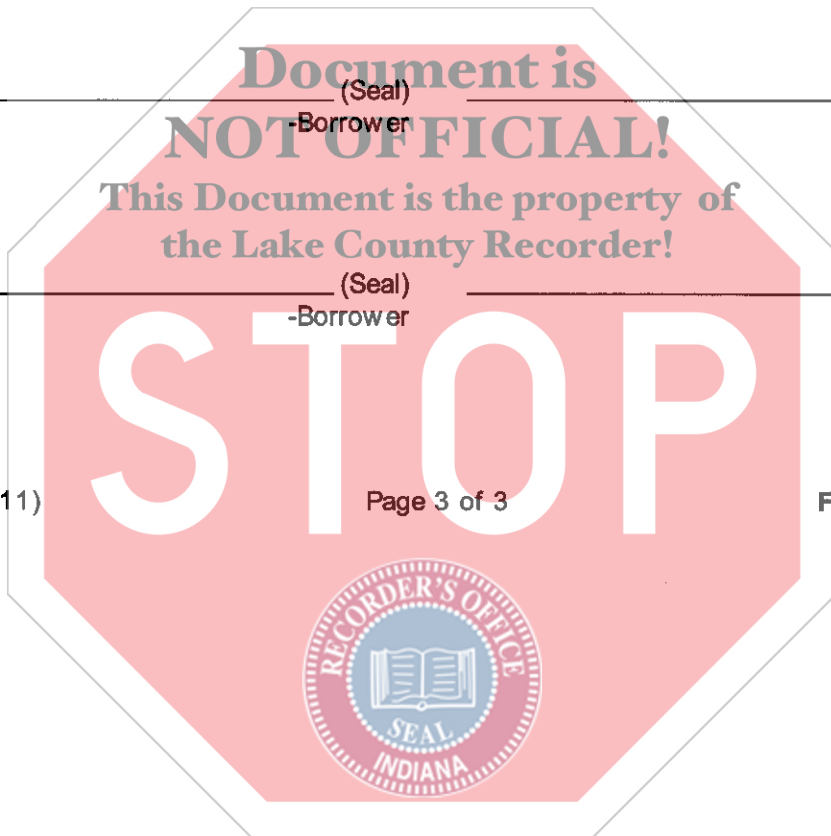 Document is
(Seal)
-Borrower
NOT OFFICIAL!
This Document is the property of
the Lake County Recorder!
(Seal)
-Borrower
STOP
11) Page 3 of 3 F
RECORDER'S OFFICE
SEAL
INDIANA